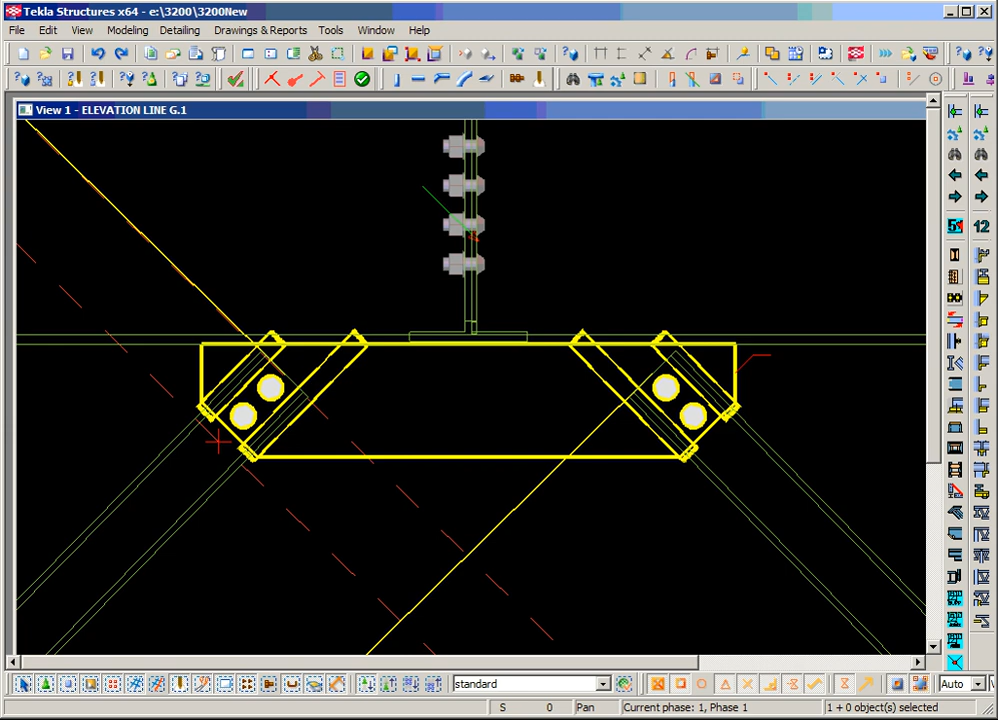 Tekla Structures x64 - e:\3200\3200New
File Edit View Modeling Detailing Drawings & Reports Tools Window Help
View 1 - ELEVATION LINE G.1
12
standard
Auto
S 0 Pan Current phase: 1, Phase 1 1 + 0 object(s) selected